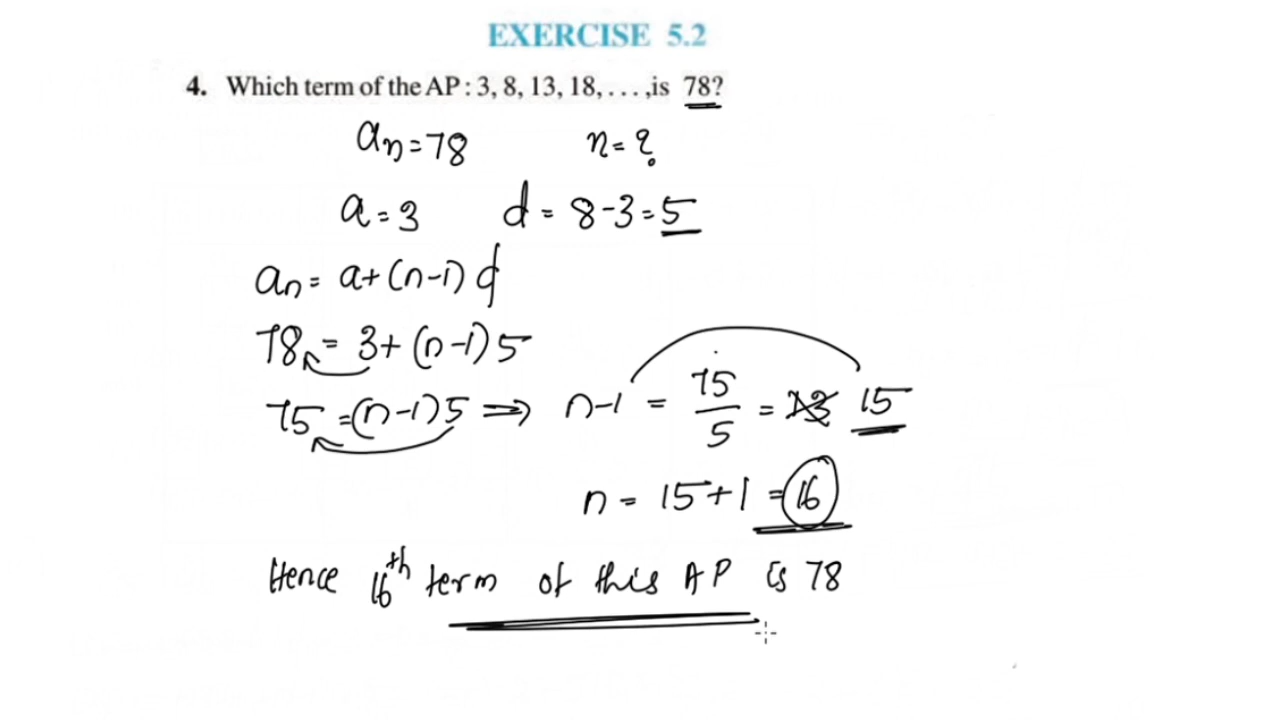 EXERCISE 5.2
4. Which term of the AP : 3, 8, 13, 18, . . . ,is 78?
an = 78 n = ?
a = 3 d = 8 - 3 = 5
an = a + (n-1) d
78 = 3 + (n-1) 5
75 = (n-1) 5 ⇒ n-1 = 75/5 = 13 15
n = 15 + 1 = 16
Hence 16th term of this AP is 78